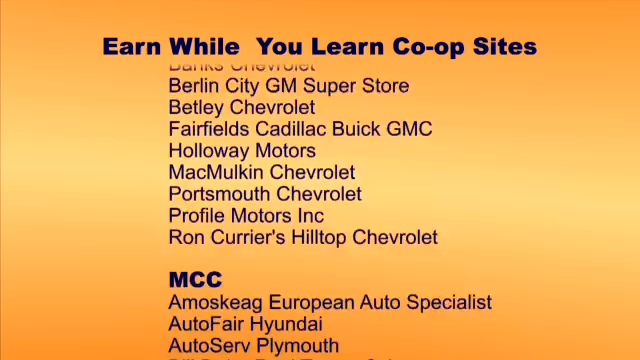 Earn While  You Learn Co-op Sites
Banks Chevrolet
Berlin City GM Super Store
Betley Chevrolet
Fairfields Cadillac Buick GMC
Holloway Motors
MacMulkin Chevrolet
Portsmouth Chevrolet
Profile Motors Inc
Ron Currier's Hilltop Chevrolet
MCC
Amoskeag European Auto Specialist
AutoFair Hyundai
AutoServ Plymouth